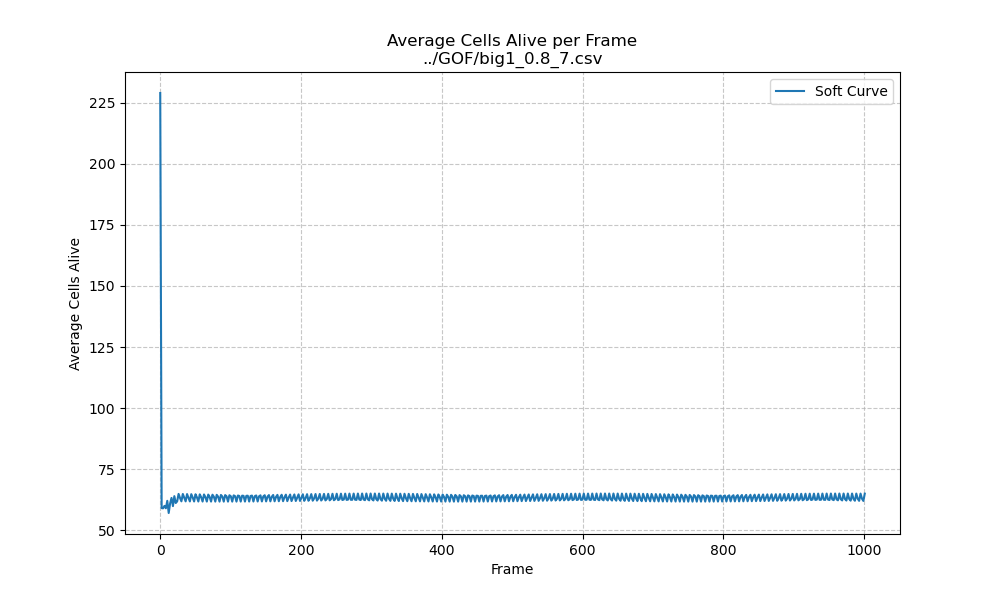 Average Cells Alive per Frame
../GOF/big1_0.8_7.csv
Soft Curve
225
200
175
150
125
100
75
50
Average Cells Alive
0 200 400 600 800 1000
Frame